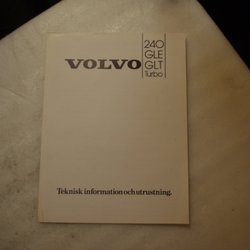 240
GLE
VOLVO GLT
Turbo
Teknisk information och utrustning.